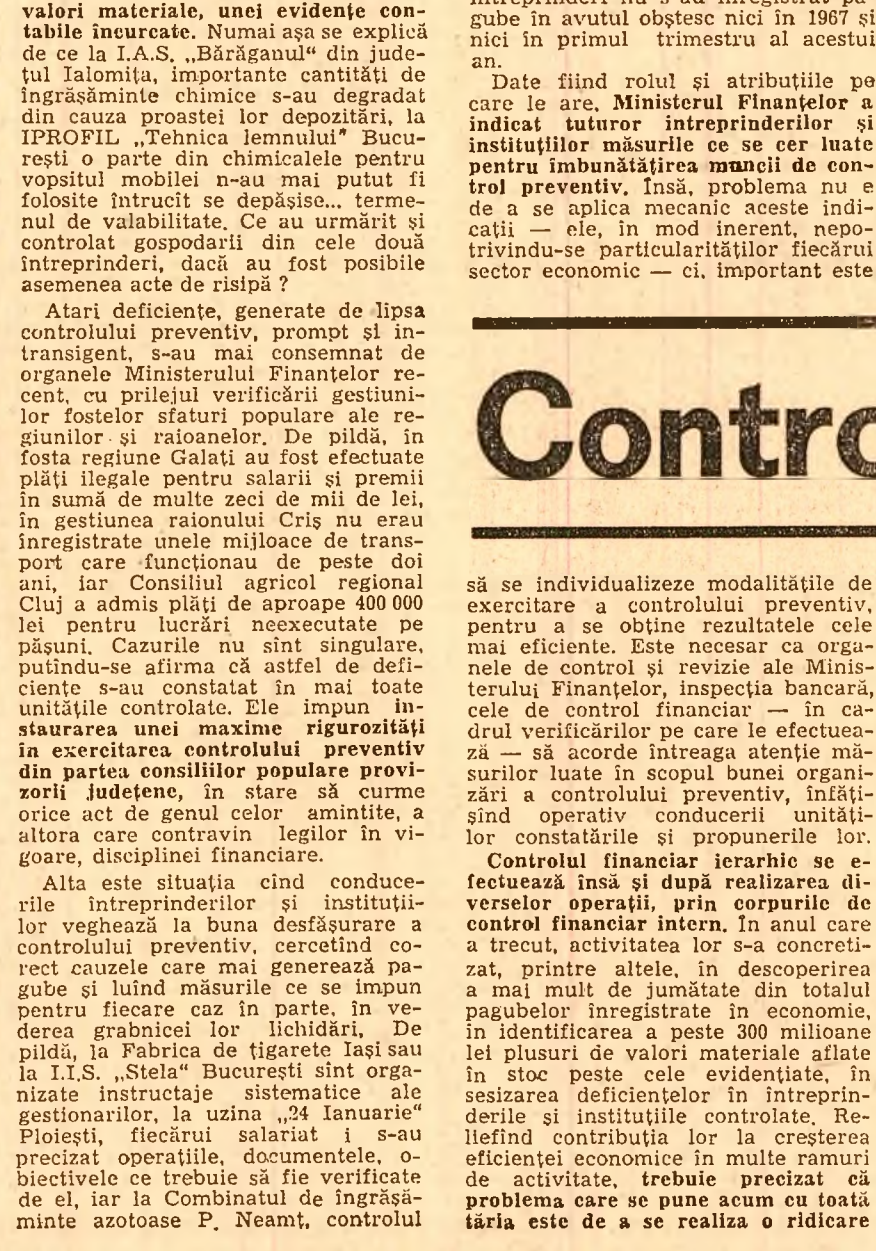 valori materiale, unei evidențe con-
tabile încurcate. Numai așa se explică
de ce la I.A.S. „Bărăganul“ din jude-
țul Ialomița, importante cantități de
îngrășăminte chimice s-au degradat
din cauza proastei lor depozitări, la
IPROFIL „Tehnica lemnului“ Bucu-
rești o parte din chimicalele pentru
vopsitul mobilei n-au mai putut fi
folosite întrucît se depășise... terme-
nul de valabilitate. Ce au urmărit și
controlat gospodarii din cele două
întreprinderi, dacă au fost posibile
asemenea acte de risipă ?
Atari deficiențe, generate de lipsa
controlului preventiv, prompt și in-
transigent, s-au mai consemnat de
organele Ministerului Finanțelor re-
cent, cu prilejul verificării gestiuni-
lor fostelor sfaturi populare ale re-
giunilor și raioanelor. De pildă, în
fosta regiune Galați au fost efectuate
plăți ilegale pentru salarii și premii
în sumă de multe zeci de mii de lei,
în gestiunea raionului Criș nu erau
înregistrate unele mijloace de trans-
port care funcționau de peste doi
ani, iar Consiliul agricol regional
Cluj a admis plăți de aproape 400 000
lei pentru lucrări neexecutate pe
pășuni. Cazurile nu sînt singulare,
putîndu-se afirma că astfel de defi-
ciențe s-au constatat în mai toate
unitățile controlate. Ele impun in-
staurarea unei maxime rigurozități
în exercitarea controlului preventiv
din partea consiliilor populare provi-
zorii județene, în stare să curme
orice act de genul celor amintite, a
altora care contravin legilor în vi-
goare, disciplinei financiare.
Alta este situația cînd conduce-
rile întreprinderilor și instituții-
lor veghează la buna desfășurare a
controlului preventiv, cercetînd co-
rect cauzele care mai generează pa-
gube și luînd măsurile ce se impun
pentru fiecare caz în parte, în ve-
derea grabnicei lor lichidări, De
pildă, la Fabrica de țigarete Iași sau
la I.I.S. „Stela“ București sînt orga-
nizate instructaje sistematice ale
gestionarilor, la uzina „24 Ianuarie“
Ploiești, fiecărui salariat i s-au
precizat operațiile, documentele, o-
biectivele ce trebuie să fie verificate
de el, iar la Combinatul de îngrășă-
minte azotoase P. Neamț, controlul
întreprinderi nu s-au înregistrat pa-
gube în avutul obștesc nici în 1967 și
nici în primul trimestru al acestui
an.
Date fiind rolul și atribuțiile pe
care le are, Ministerul Finanțelor a
indicat tuturor întreprinderilor și
instituțiilor măsurile ce se cer luate
pentru îmbunătățirea muncii de con-
trol preventiv. Însă, problema nu e
de a se aplica mecanic aceste indi-
cații — ele, în mod inerent, nepo-
trivindu-se particularităților fiecărui
sector economic — ci, important este
Contro
să se individualizeze modalitățile de
exercitare a controlului preventiv,
pentru a se obține rezultatele cele
mai eficiente. Este necesar ca orga-
nele de control și revizie ale Minis-
terului Finanțelor, inspecția bancară,
cele de control financiar — în ca-
drul verificărilor pe care le efectuea-
ză — să acorde întreaga atenție mă-
surilor luate în scopul bunei organi-
zări a controlului preventiv, înfăți-
șînd operativ conducerii unități-
lor constatările și propunerile lor.
Controlul financiar ierarhic se e-
fectuează însă și după realizarea di-
verselor operații, prin corpurile de
control financiar intern. În anul care
a trecut, activitatea lor s-a concreti-
zat, printre altele, în descoperirea
a mai mult de jumătate din totalul
pagubelor înregistrate în economie,
în identificarea a peste 300 milioane
lei plusuri de valori materiale aflate
în stoc peste cele evidențiate, în
sesizarea deficiențelor în întreprin-
derile și instituțiile controlate. Re-
liefînd contribuția lor la creșterea
eficienței economice în multe ramuri
de activitate, trebuie precizat că
problema care se pune acum cu toată
tăria este de a se realiza o ridicare